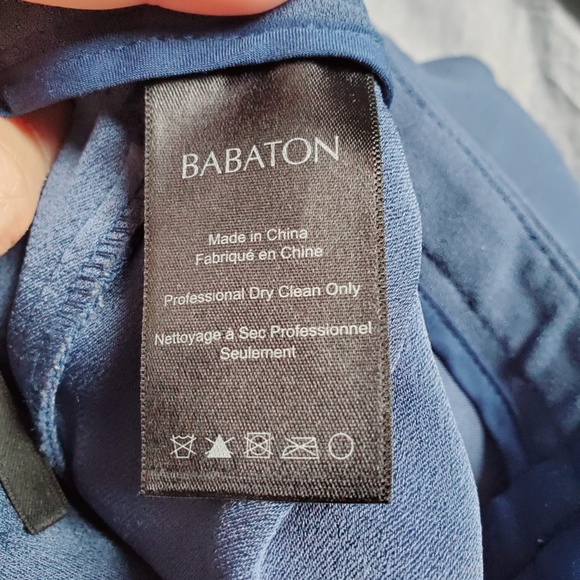 BABATON
Made in China
Fabriqué en Chine
Professional Dry Clean Only
Nettoyage à Sec Professionnel
Seulement